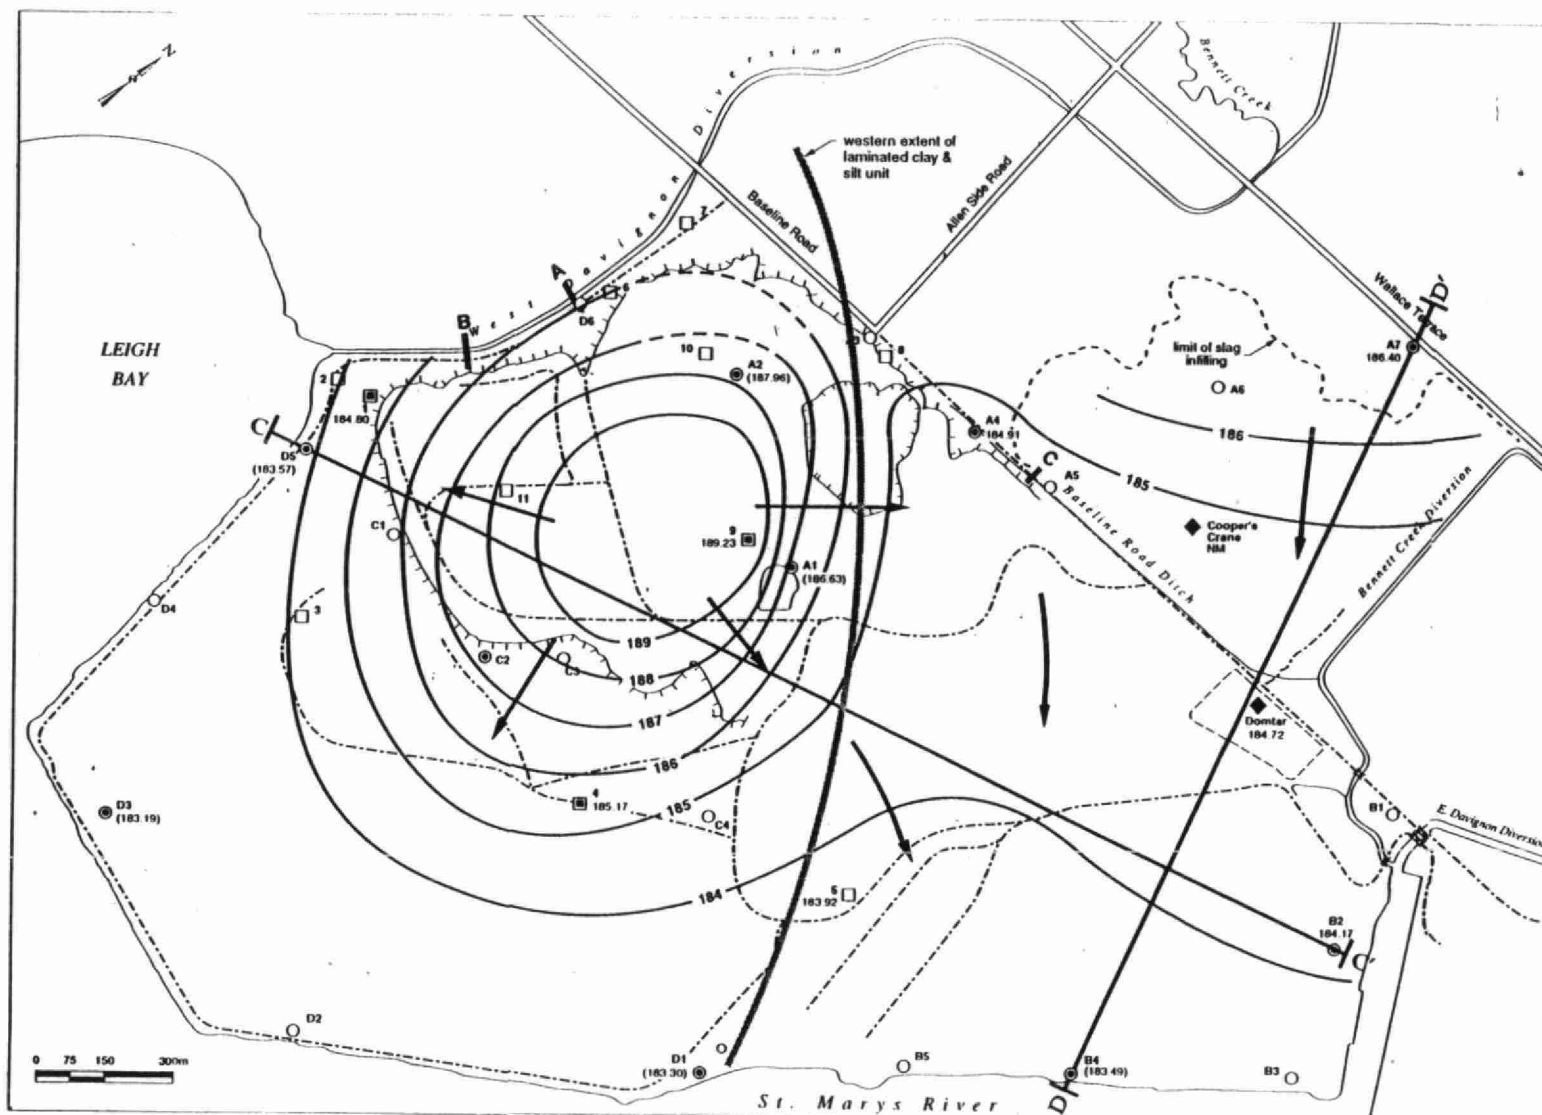 N
West Davignon Diversion
Bennett Creek
western extent of
laminated clay &
silt unit
Baseline Road
Allen Side Road
Wallace Terrace
D'
A7
186.40
limit of slag
infilling
A6
LEIGH
BAY
A
B
7
6
D6
10
A2
(187.96)
8
2
184.80
C
D5
(183.57)
A4
184.91
C
A5
186
185
Baseline Road Ditch
Cooper's
Crane
NM
Bennett Creek Diversion
11
9
189.23
A1
(186.63)
C1
D4
3
C2
C3
189
188
187
186
185
184
Domtar
184.72
4
185.17
C4
D3
(183.19)
B1
E. Davignon Diversion
5
183.92
B2
184.17
C'
D2
D1
(183.30)
B5
B4
(183.49)
B3
D
0 75 150 300m
St. Marys River